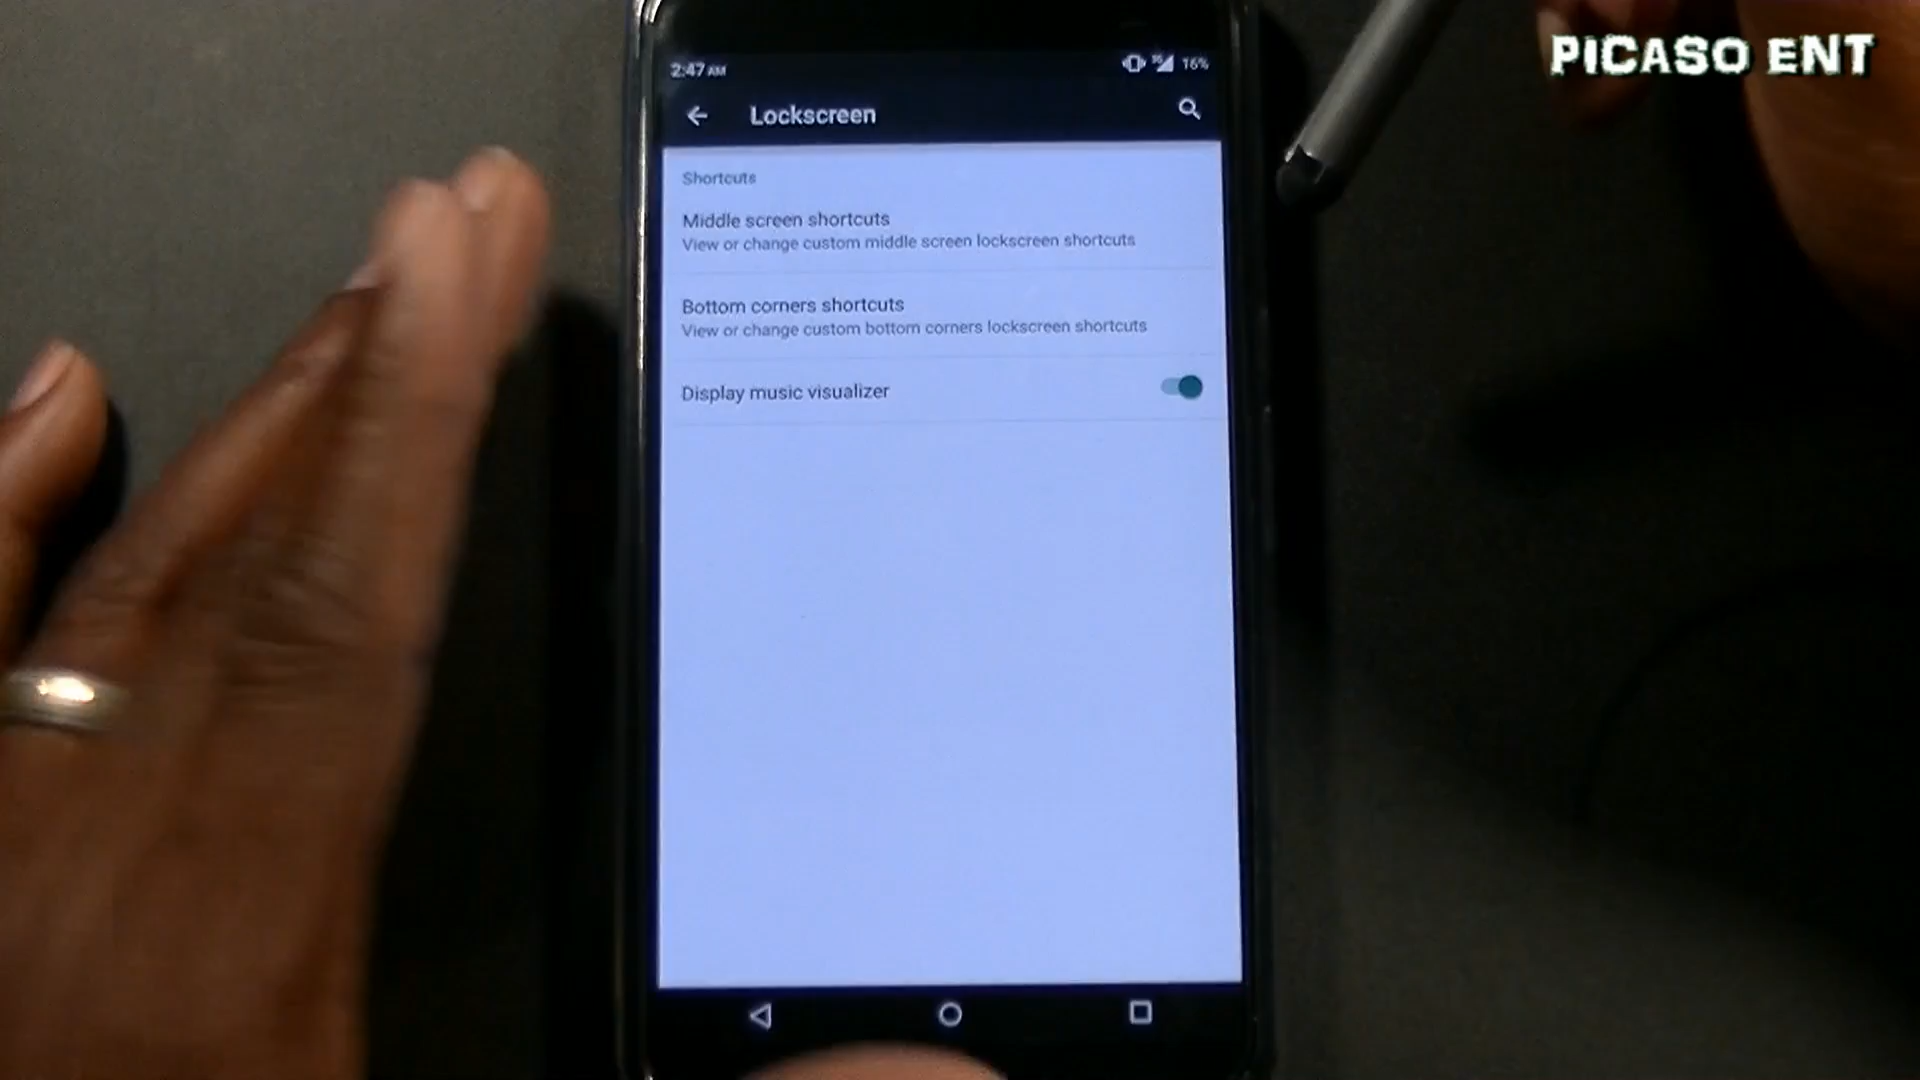 PICASO ENT
2:47 AM
16%
Lockscreen
Shortcuts
Middle screen shortcuts
View or change custom middle screen lockscreen shortcuts
Bottom corners shortcuts
View or change custom bottom corners lockscreen shortcuts
Display music visualizer